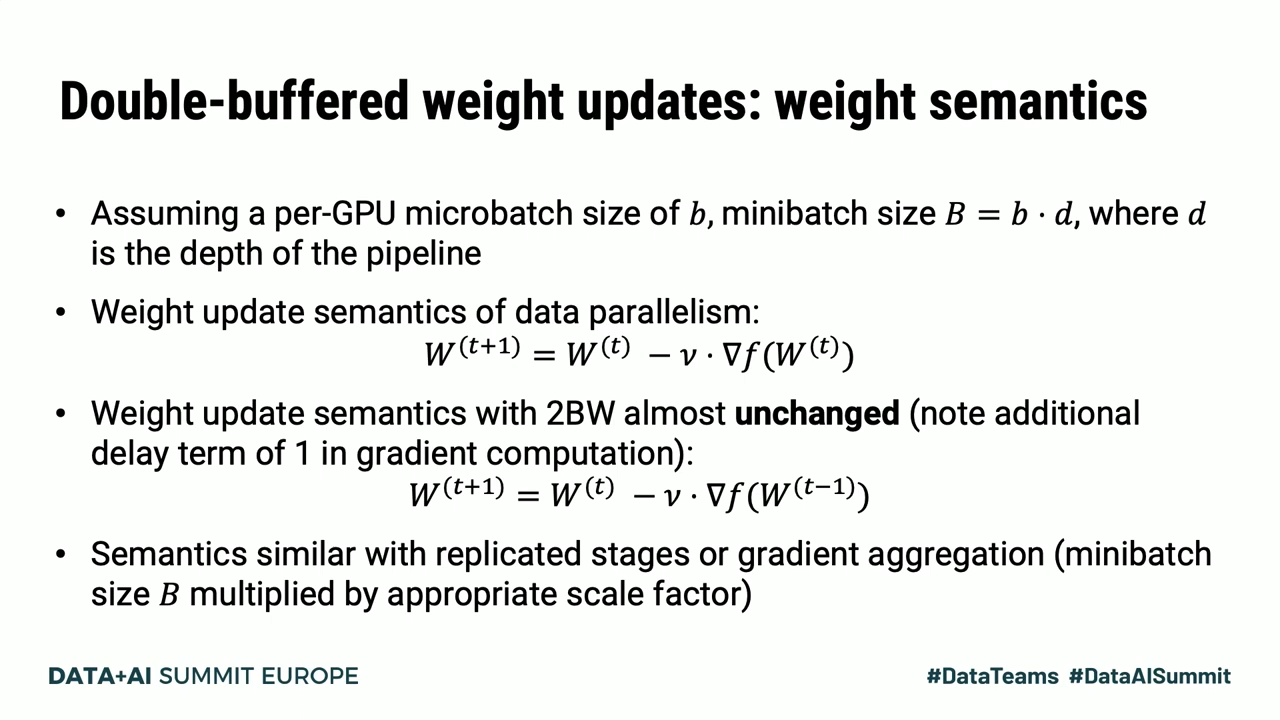 Double-buffered weight updates: weight semantics
• Assuming a per-GPU microbatch size of b, minibatch size B = b · d, where d
is the depth of the pipeline
• Weight update semantics of data parallelism:
W^(t+1) = W^(t) − ν · ∇f(W^(t))
• Weight update semantics with 2BW almost unchanged (note additional
delay term of 1 in gradient computation):
W^(t+1) = W^(t) − ν · ∇f(W^(t−1))
• Semantics similar with replicated stages or gradient aggregation (minibatch
size B multiplied by appropriate scale factor)
DATA+AI SUMMIT EUROPE
#DataTeams #DataAISummit